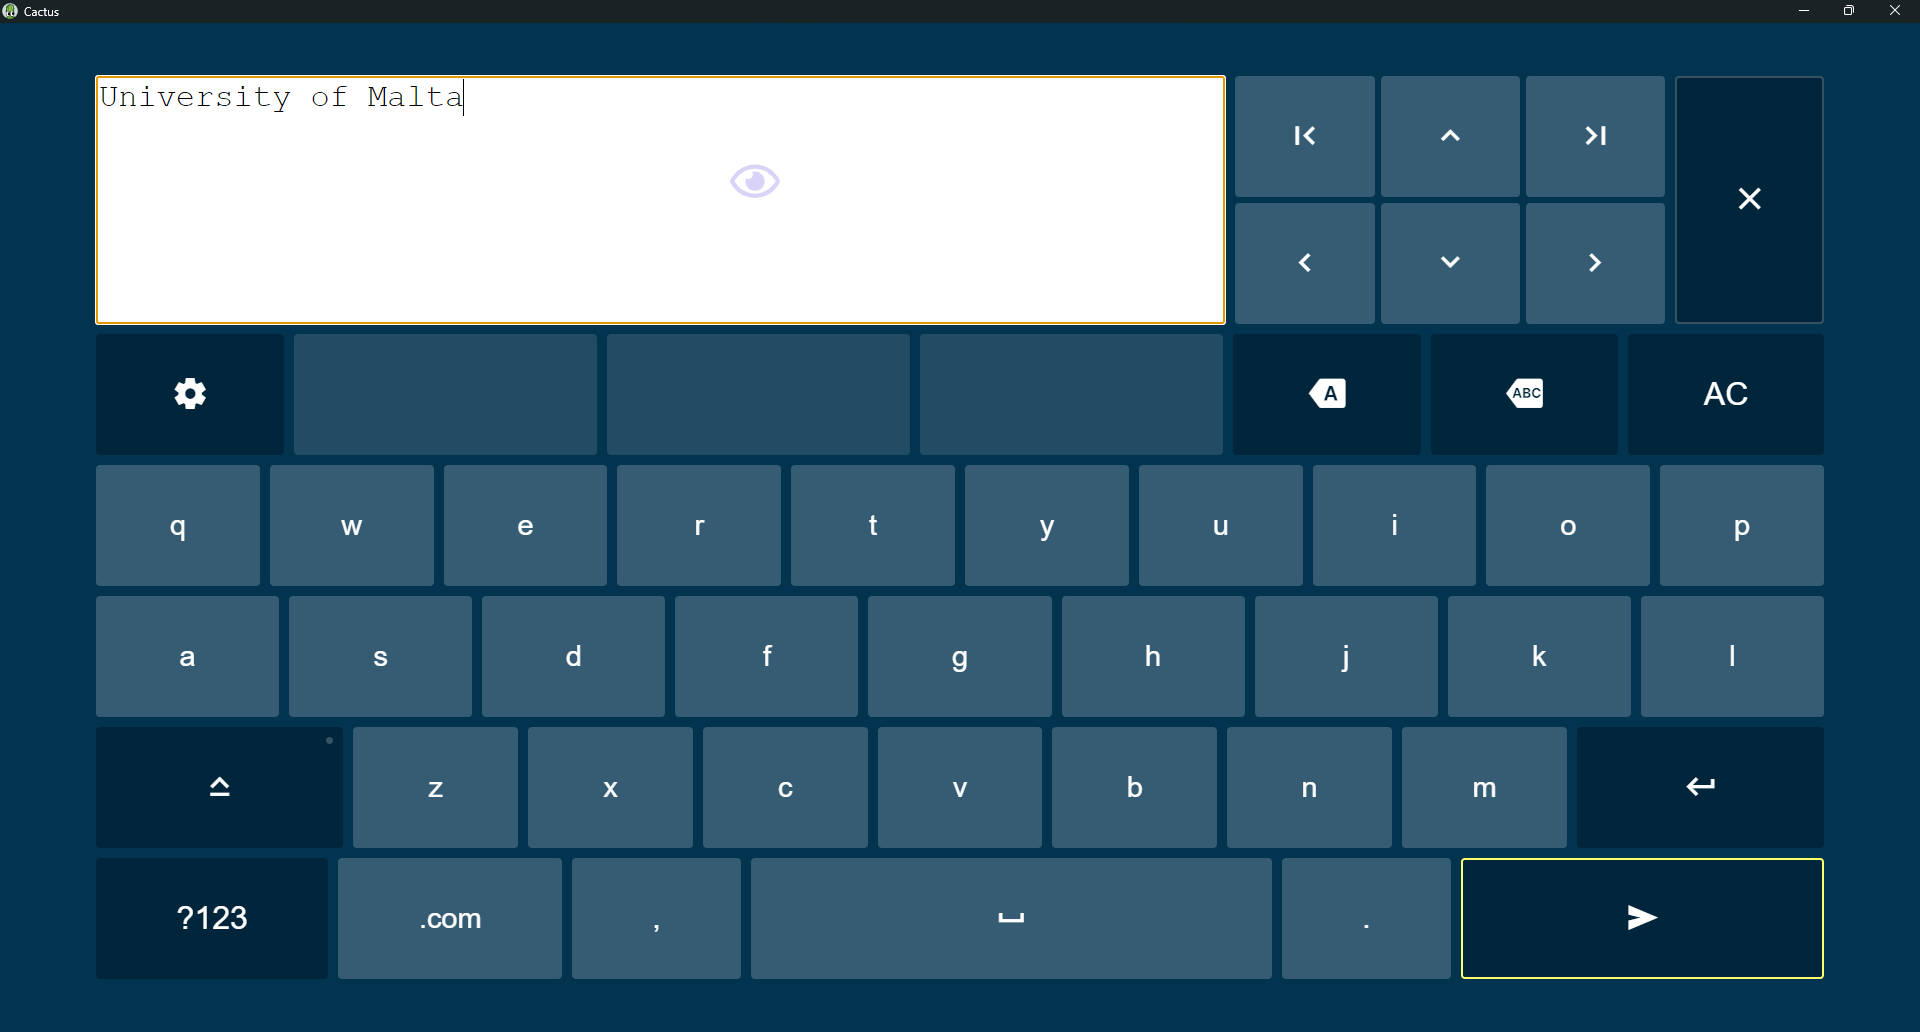 Cactus
University of Malta
A
ABC
AC
q w e r t y u i o p
a s d f g h j k l
z x c v b n m
?123 .com , .